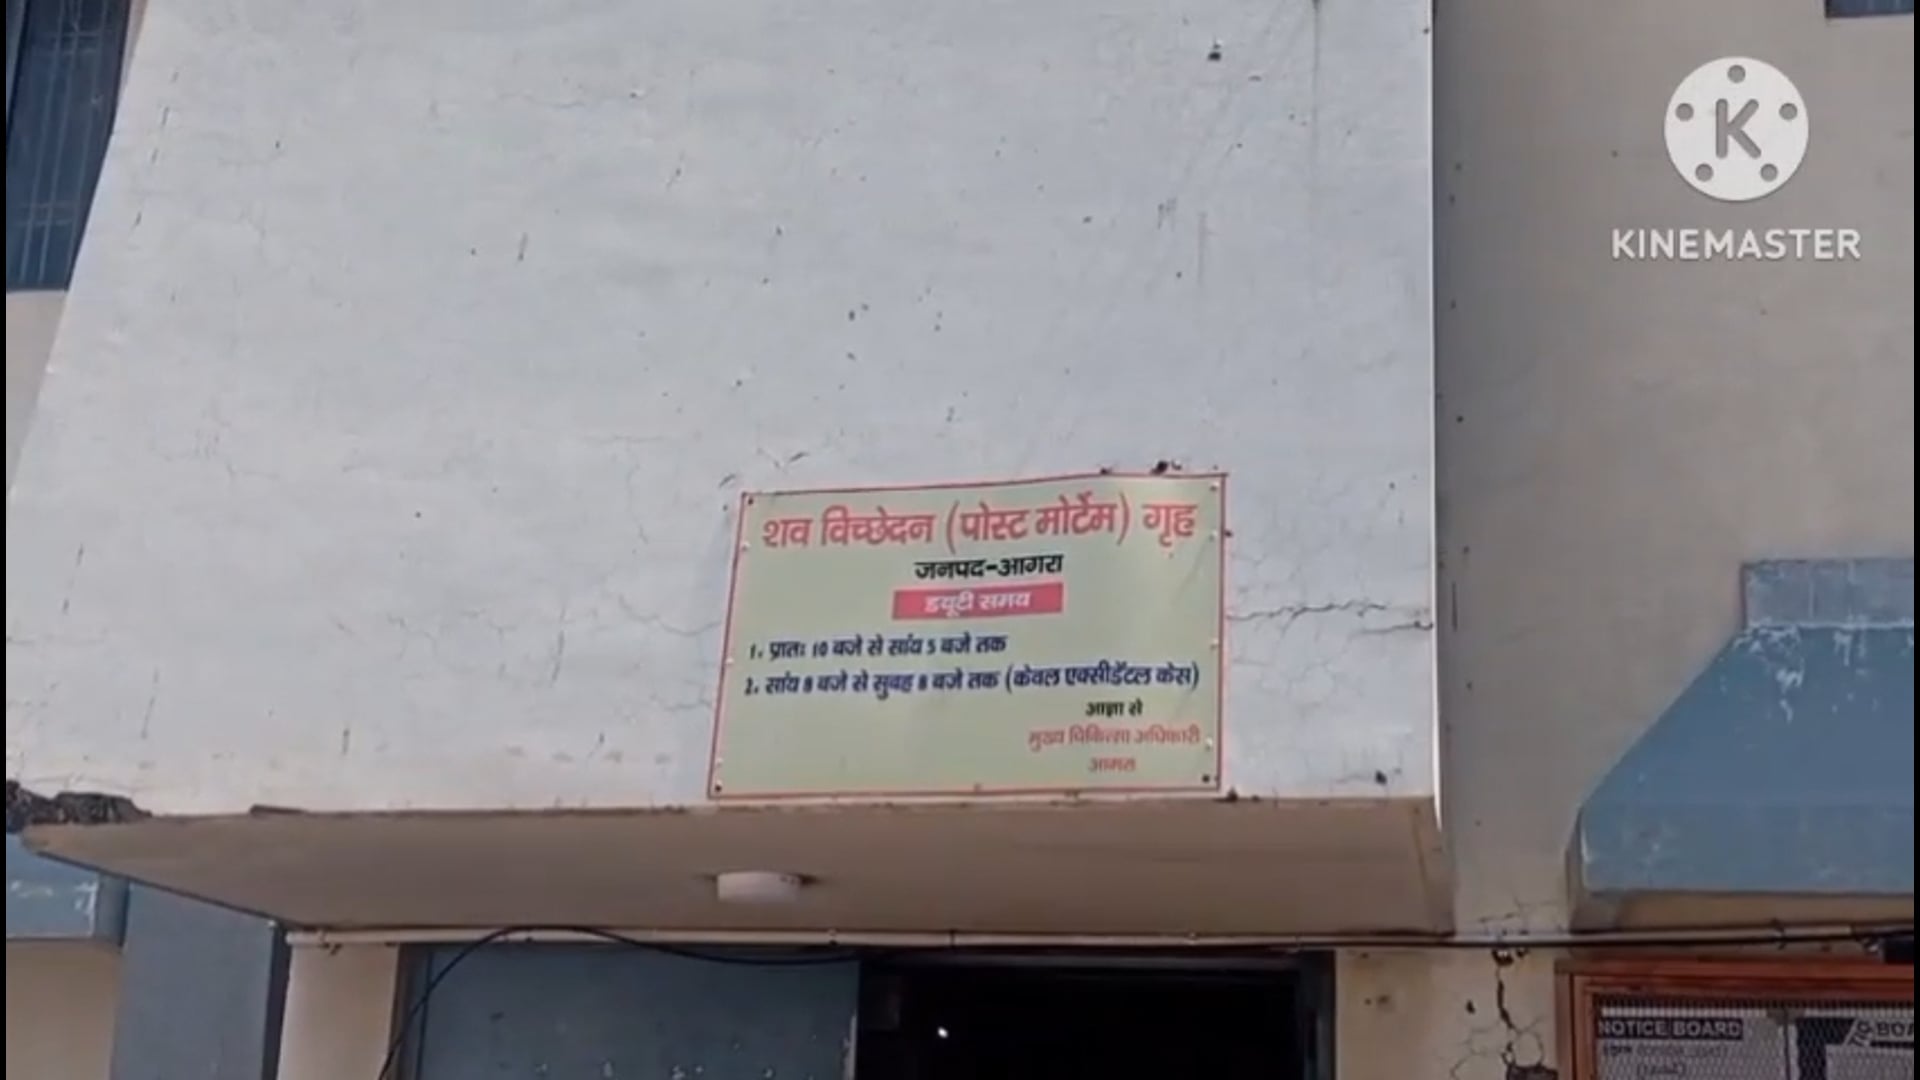 KINEMASTER
शव विच्छेदन (पोस्ट मोर्टेम) गृह
जनपद-आगरा
डयूटी समय
1. प्रातः 10 बजे से सांय 5 बजे तक
2. सांय 8 बजे से सुबह 8 बजे तक (केवल एक्सीडेंटल केस)
आज्ञा से
मुख्य चिकित्सा अधिकारी
आगरा
NOTICE BOARD